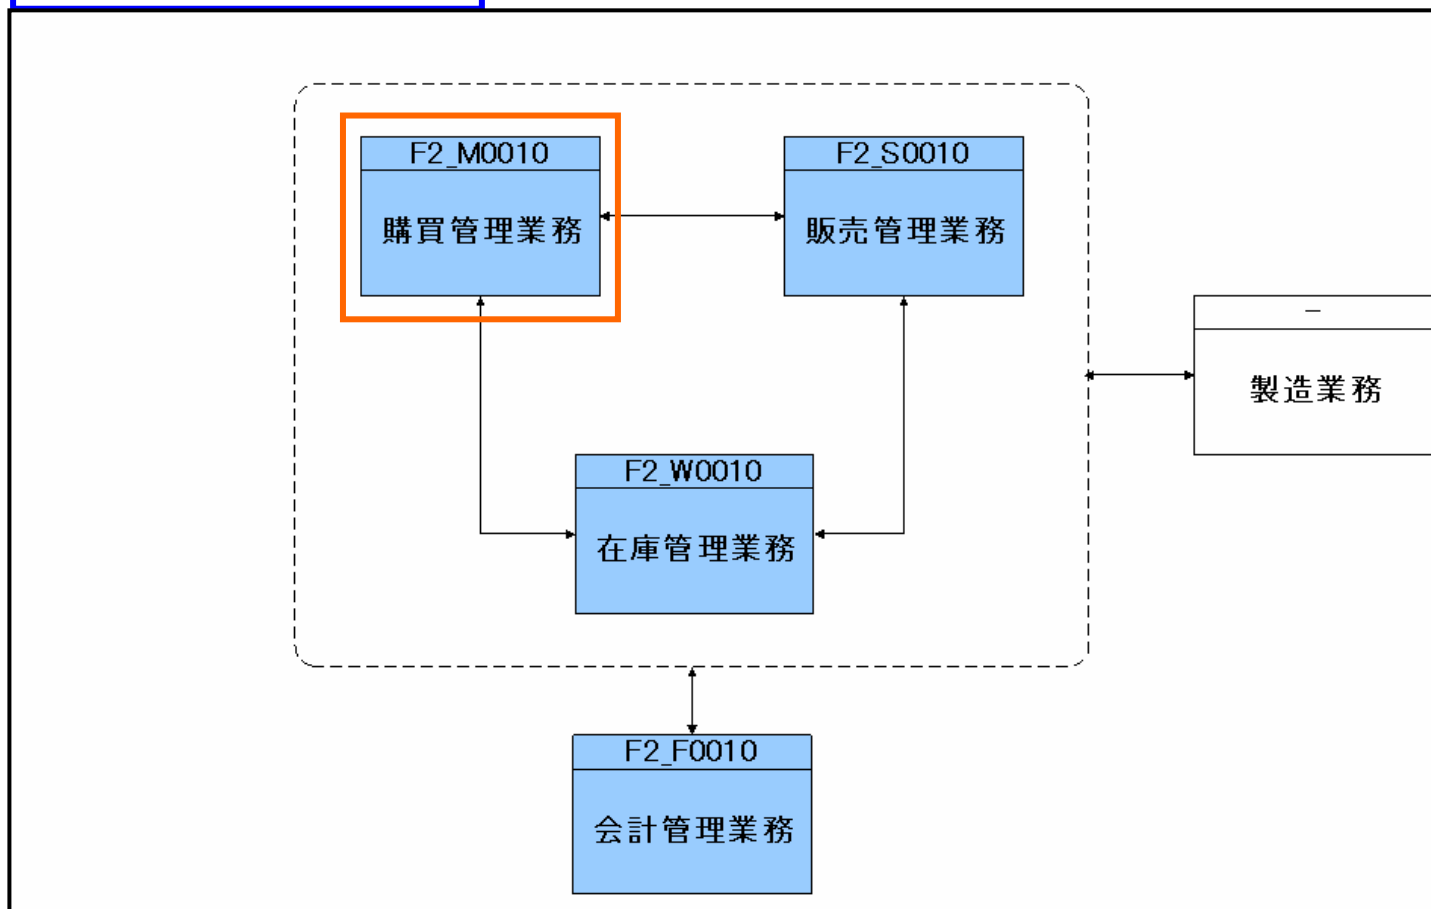 F2_M0010
購買管理業務
F2_S0010
販売管理業務
－
製造業務
F2_W0010
在庫管理業務
F2_F0010
会計管理業務